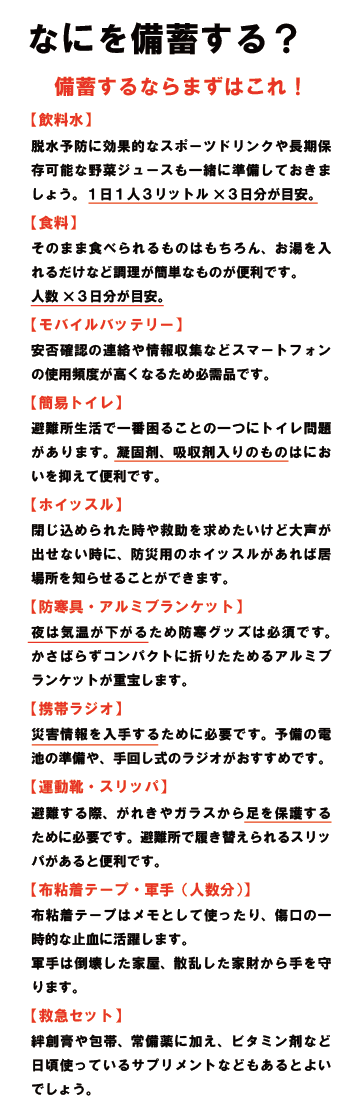 なにを備蓄する？
備蓄するならまずはこれ！
【飲料水】
脱水予防に効果的なスポーツドリンクや長期保
存可能な野菜ジュースも一緒に準備しておきま
しょう。１日１人３リットル×３日分が目安。
【食料】
そのまま食べられるものはもちろん、お湯を入
れるだけなど調理が簡単なものが便利です。
人数×３日分が目安。
【モバイルバッテリー】
安否確認の連絡や情報収集などスマートフォン
の使用頻度が高くなるため必需品です。
【簡易トイレ】
避難所生活で一番困ることの一つにトイレ問題
があります。凝固剤、吸収剤入りのものはにお
いを抑えて便利です。
【ホイッスル】
閉じ込められた時や救助を求めたいけど大声が
出せない時に、防災用のホイッスルがあれば居
場所を知らせることができます。
【防寒具・アルミブランケット】
夜は気温が下がるため防寒グッズは必須です。
かさばらずコンパクトに折りたためるアルミブ
ランケットが重宝します。
【携帯ラジオ】
災害情報を入手するために必要です。予備の電
池の準備や、手回し式のラジオがおすすめです。
【運動靴・スリッパ】
避難する際、がれきやガラスから足を保護する
ために必要です。避難所で履き替えられるスリッ
パがあると便利です。
【布粘着テープ・軍手（人数分）】
布粘着テープはメモとして使ったり、傷口の一
時的な止血に活躍します。
軍手は倒壊した家屋、散乱した家財から手を守
ります。
【救急セット】
絆創膏や包帯、常備薬に加え、ビタミン剤など
日頃使っているサプリメントなどもあるとよい
でしょう。